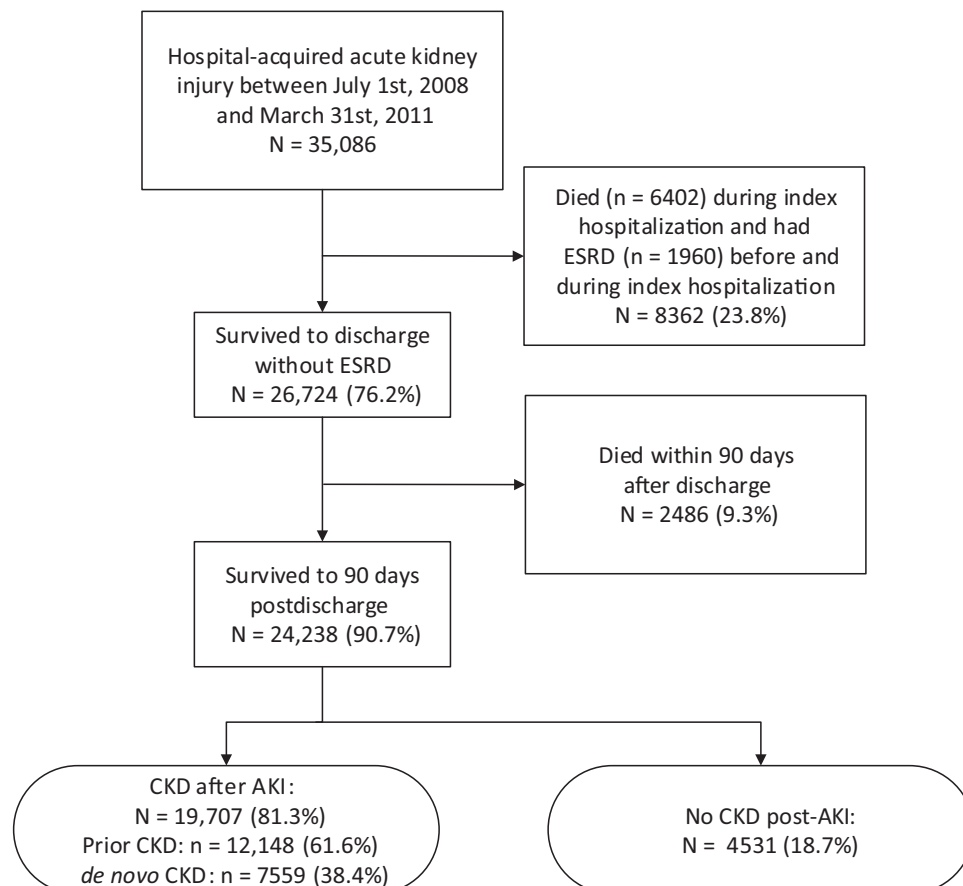 Hospital-acquired acute kidney
injury between July 1st, 2008
and March 31st, 2011
N = 35,086
Died (n = 6402) during index
hospitalization and had
ESRD (n = 1960) before and
during index hospitalization
N = 8362 (23.8%)
Survived to discharge
without ESRD
N = 26,724 (76.2%)
Died within 90 days
after discharge
N = 2486 (9.3%)
Survived to 90 days
postdischarge
N = 24,238 (90.7%)
CKD after AKI:
N = 19,707 (81.3%)
Prior CKD: n = 12,148 (61.6%)
de novo CKD: n = 7559 (38.4%)
No CKD post-AKI:
N = 4531 (18.7%)